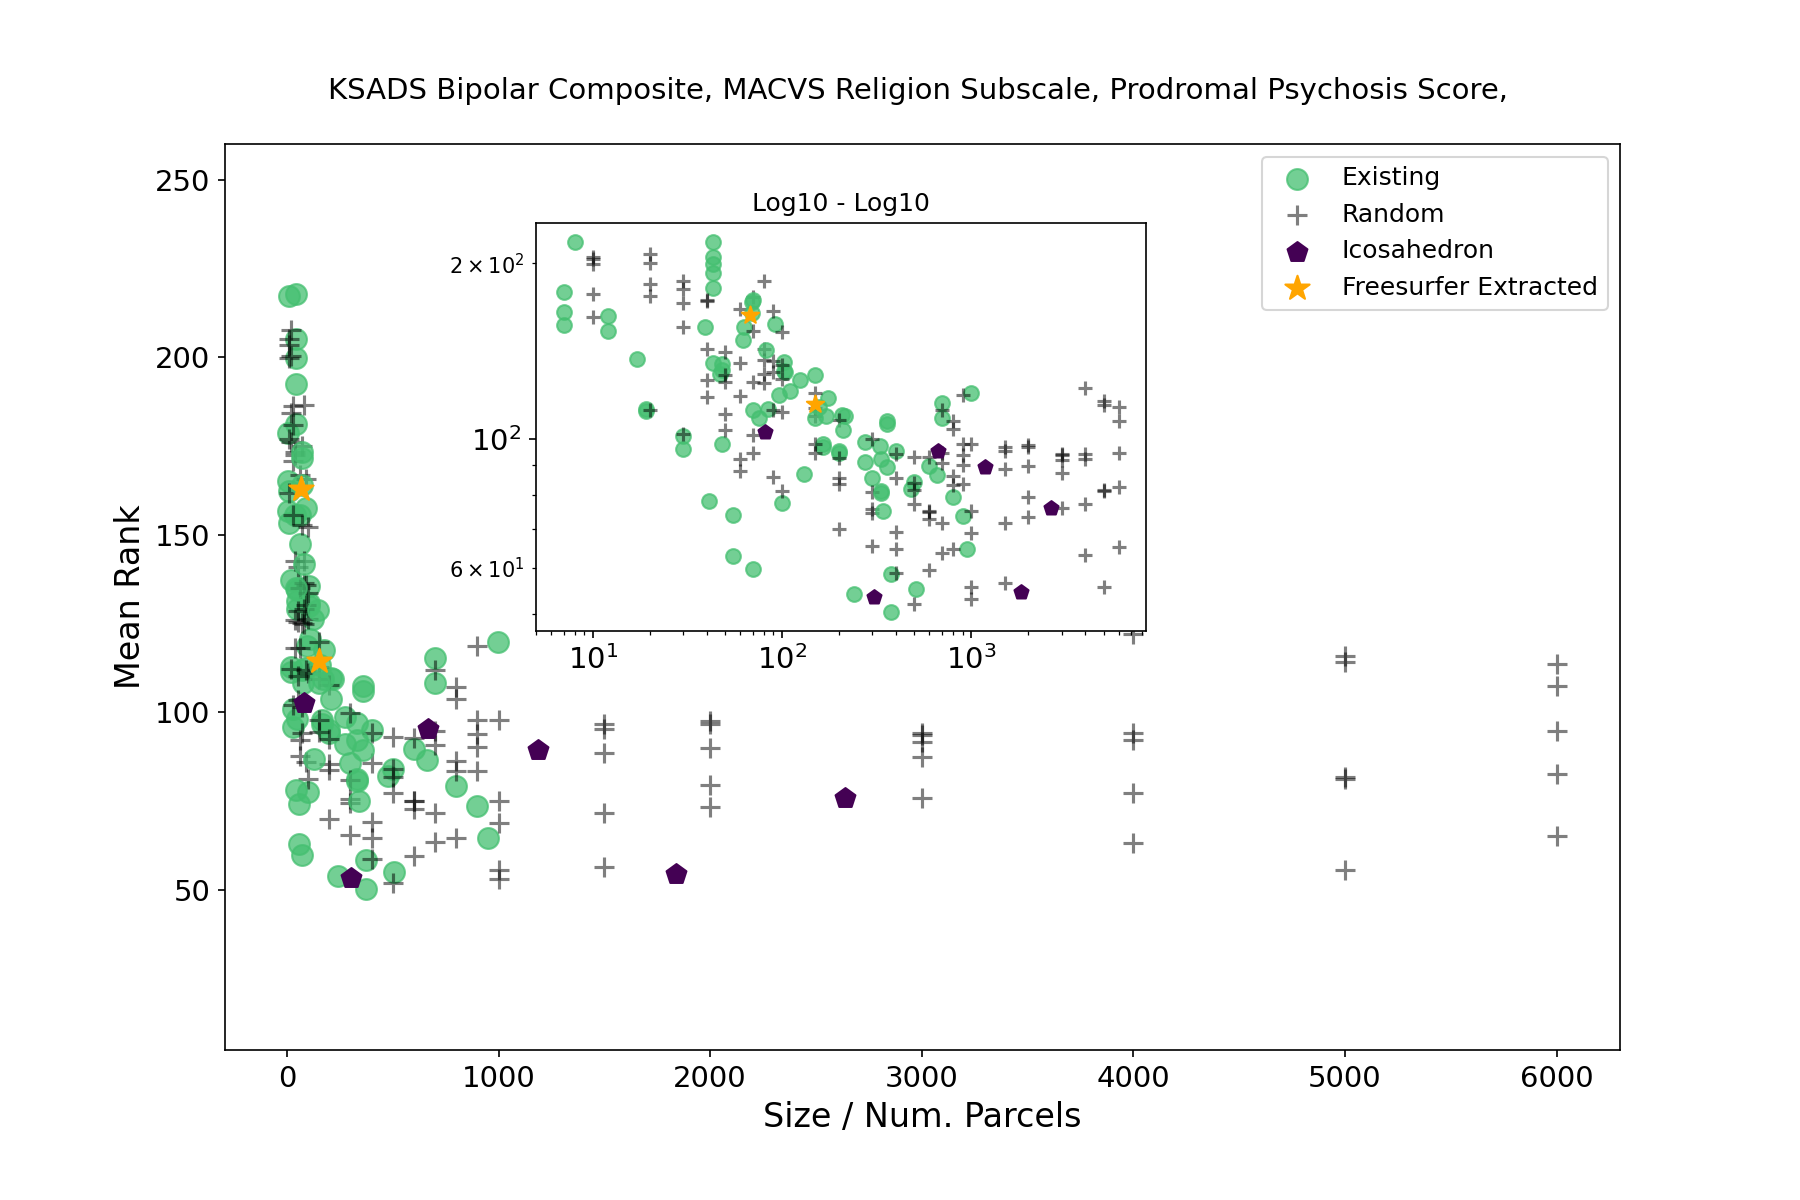 KSADS Bipolar Composite, MACVS Religion Subscale, Prodromal Psychosis Score,
250
200
150
100
50
Mean Rank
Log10 - Log10
2 × 10²
10²
6 × 10¹
10¹ 10² 10³
Existing
Random
Icosahedron
Freesurfer Extracted
0 1000 2000 3000 4000 5000 6000
Size / Num. Parcels